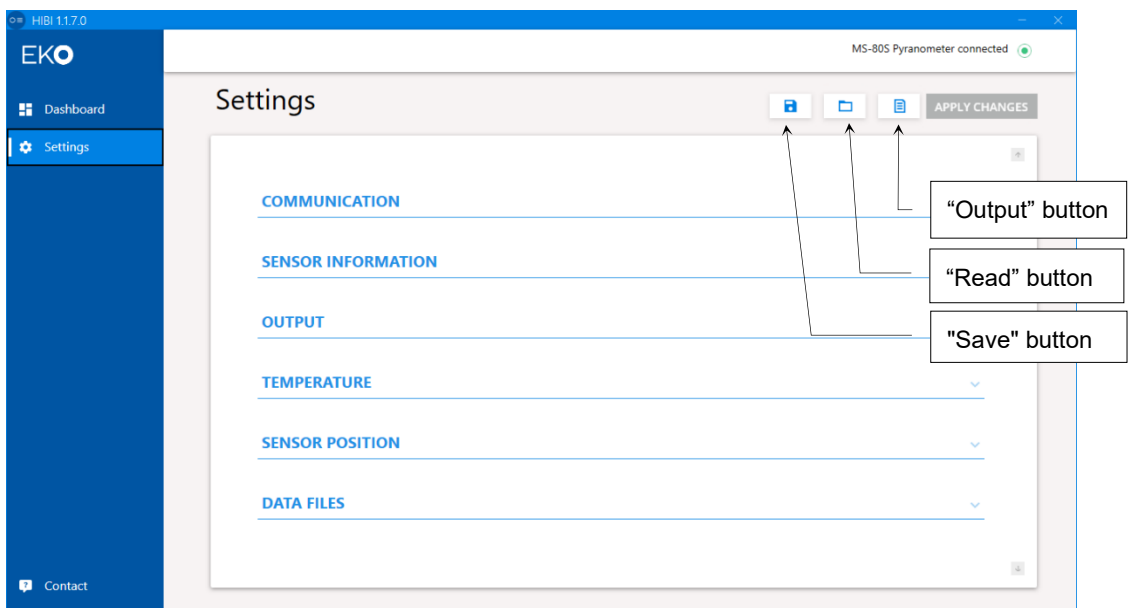 HIBI 1.1.7.0
EKO
MS-80S Pyranometer connected
Dashboard
Settings
Settings
APPLY CHANGES
COMMUNICATION
"Output" button
SENSOR INFORMATION
“Read” button
OUTPUT
"Save" button
TEMPERATURE
SENSOR POSITION
DATA FILES
? Contact